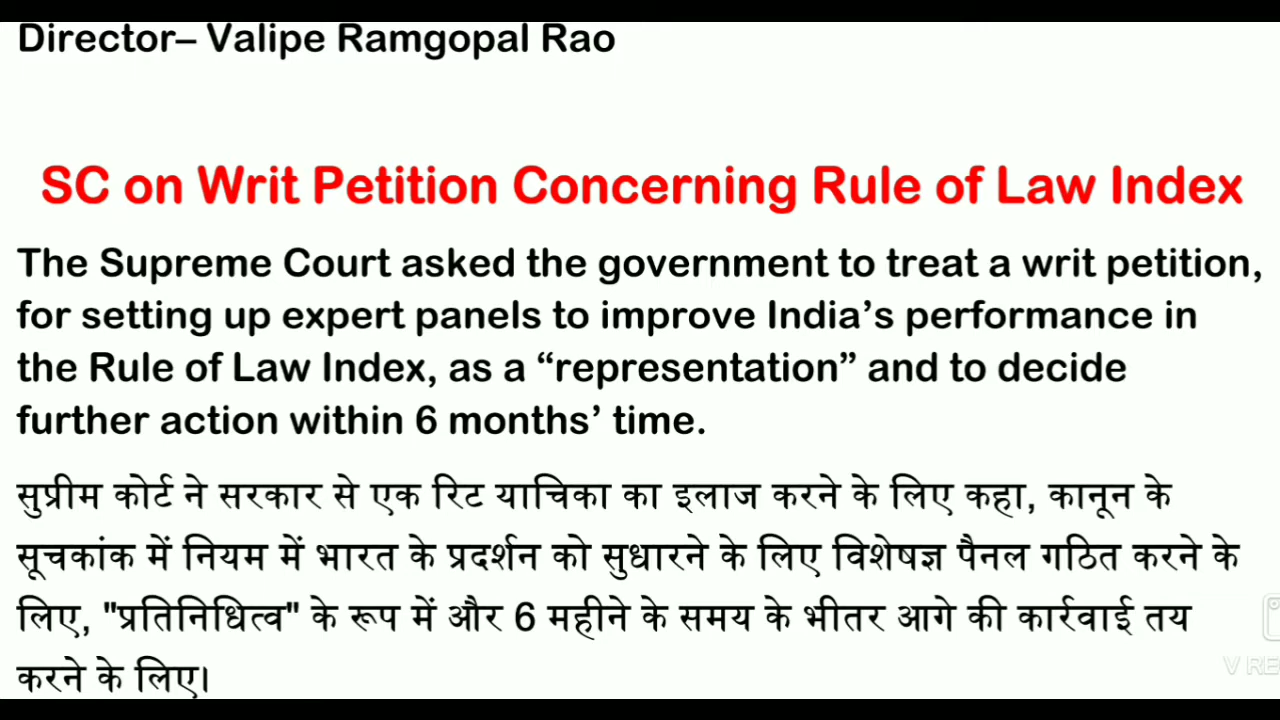 Director– Valipe Ramgopal Rao
SC on Writ Petition Concerning Rule of Law Index
The Supreme Court asked the government to treat a writ petition,
for setting up expert panels to improve India’s performance in
the Rule of Law Index, as a “representation” and to decide
further action within 6 months’ time.
सुप्रीम कोर्ट ने सरकार से एक रिट याचिका का इलाज करने के लिए कहा, कानून के
सूचकांक में नियम में भारत के प्रदर्शन को सुधारने के लिए विशेषज्ञ पैनल गठित करने के
लिए, "प्रतिनिधित्व" के रूप में और 6 महीने के समय के भीतर आगे की कार्रवाई तय
करने के लिए।
V RE